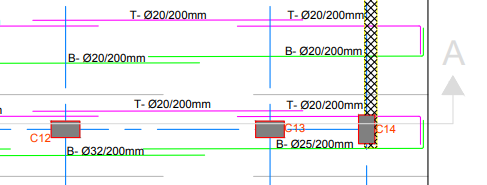 T- Ø20/200mm T- Ø20/200mm
B- Ø20/200mm B- Ø20/200mm
A
T- Ø20/200mm T- Ø20/200mm
C12 C13 C14
B- Ø32/200mm B- Ø25/200mm